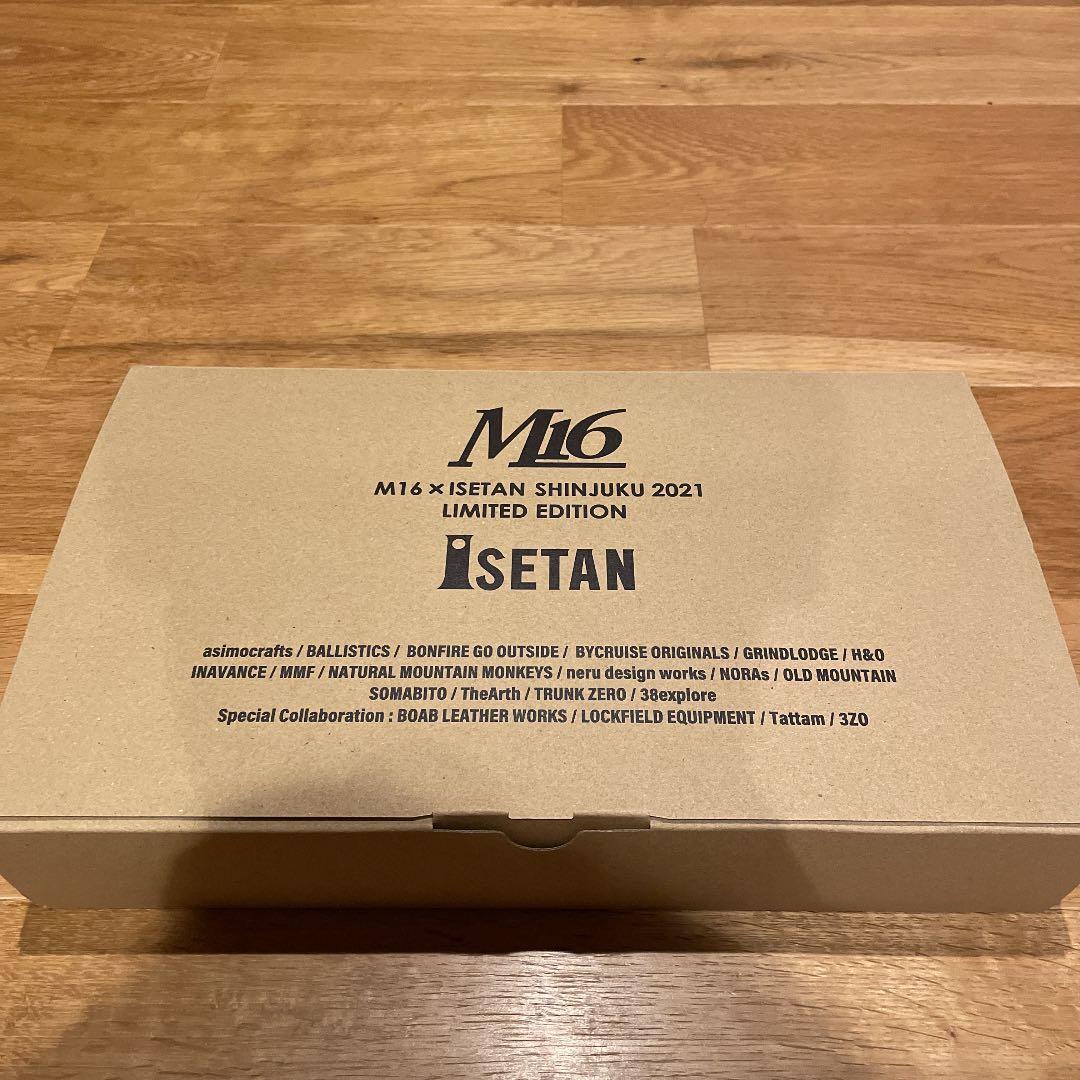 M16
M16 × ISETAN SHINJUKU 2021
LIMITED EDITION
ISETAN
asimocrafts / BALLISTICS / BONFIRE GO OUTSIDE / BYCRUISE ORIGINALS / GRINDLODGE / H&O
INAVANCE / MMF / NATURAL MOUNTAIN MONKEYS / neru design works / NORAs / OLD MOUNTAIN
SOMABITO / TheArth / TRUNK ZERO / 38explore
Special Collaboration : BOAB LEATHER WORKS / LOCKFIELD EQUIPMENT / Tattam / 3ZO